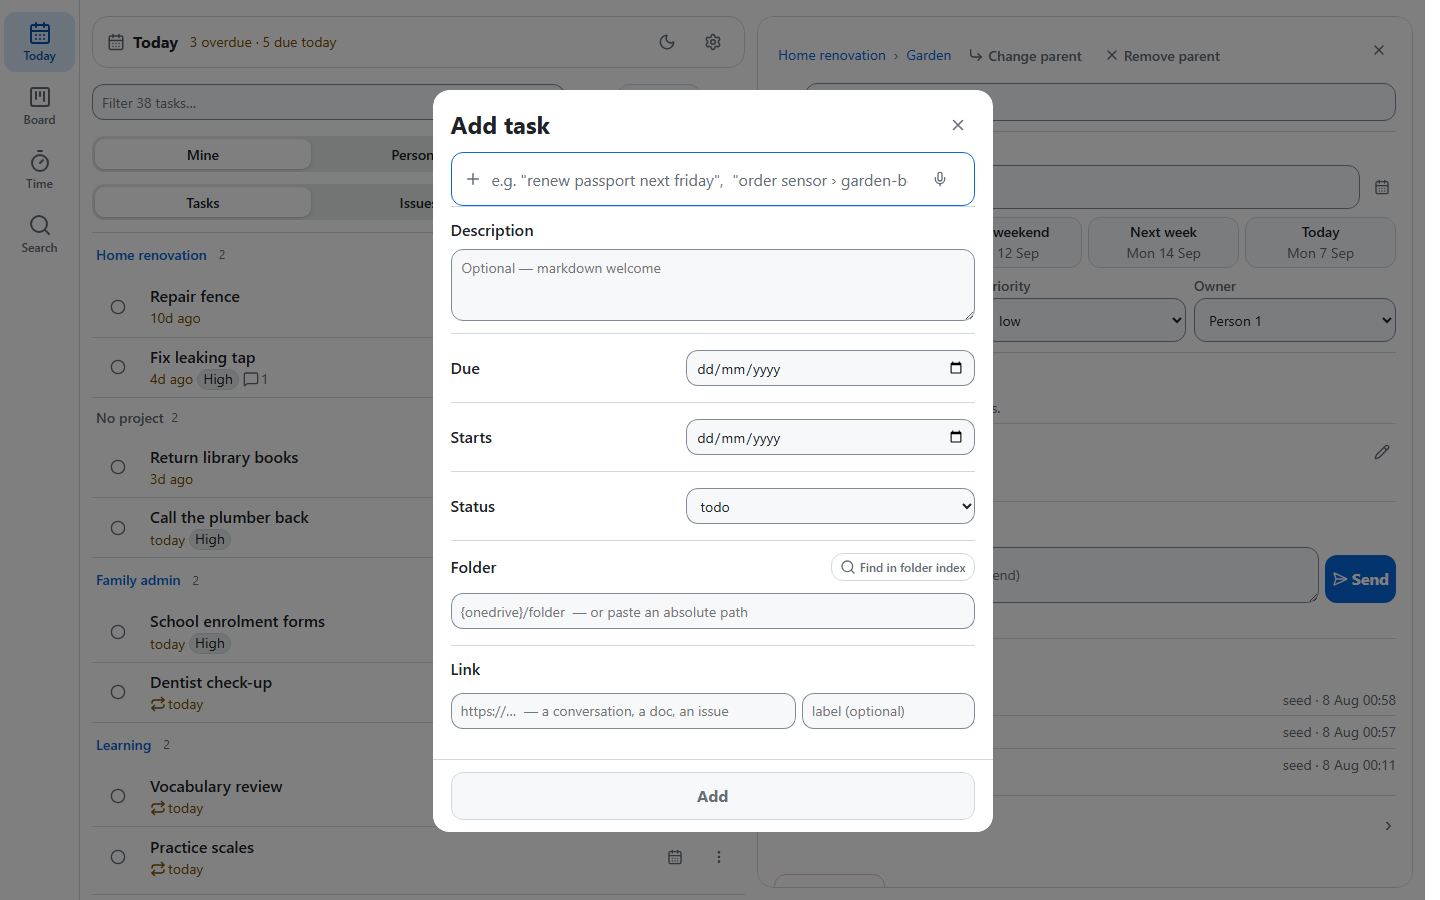 Today
Board
Time
Search
Today 3 overdue · 5 due today
Filter 38 tasks...
Mine Person
Tasks Issues
Home renovation 2
Repair fence
10d ago
Fix leaking tap
4d ago High 1
No project 2
Return library books
3d ago
Call the plumber back
today High
Family admin 2
School enrolment forms
today High
Dentist check-up
today
Learning 2
Vocabulary review
today
Practice scales
today
Add task
e.g. "renew passport next friday", "order sensor › garden-b
Description
Optional — markdown welcome
Due
dd/mm/yyyy
Starts
dd/mm/yyyy
Status
todo
Folder
Find in folder index
{onedrive}/folder — or paste an absolute path
Link
https://... — a conversation, a doc, an issue
label (optional)
Add
Home renovation › Garden Change parent Remove parent
weekend Next week Today
12 Sep Mon 14 Sep Mon 7 Sep
riority Owner
low Person 1
s.
end)
Send
seed · 8 Aug 00:58
seed · 8 Aug 00:57
seed · 8 Aug 00:11